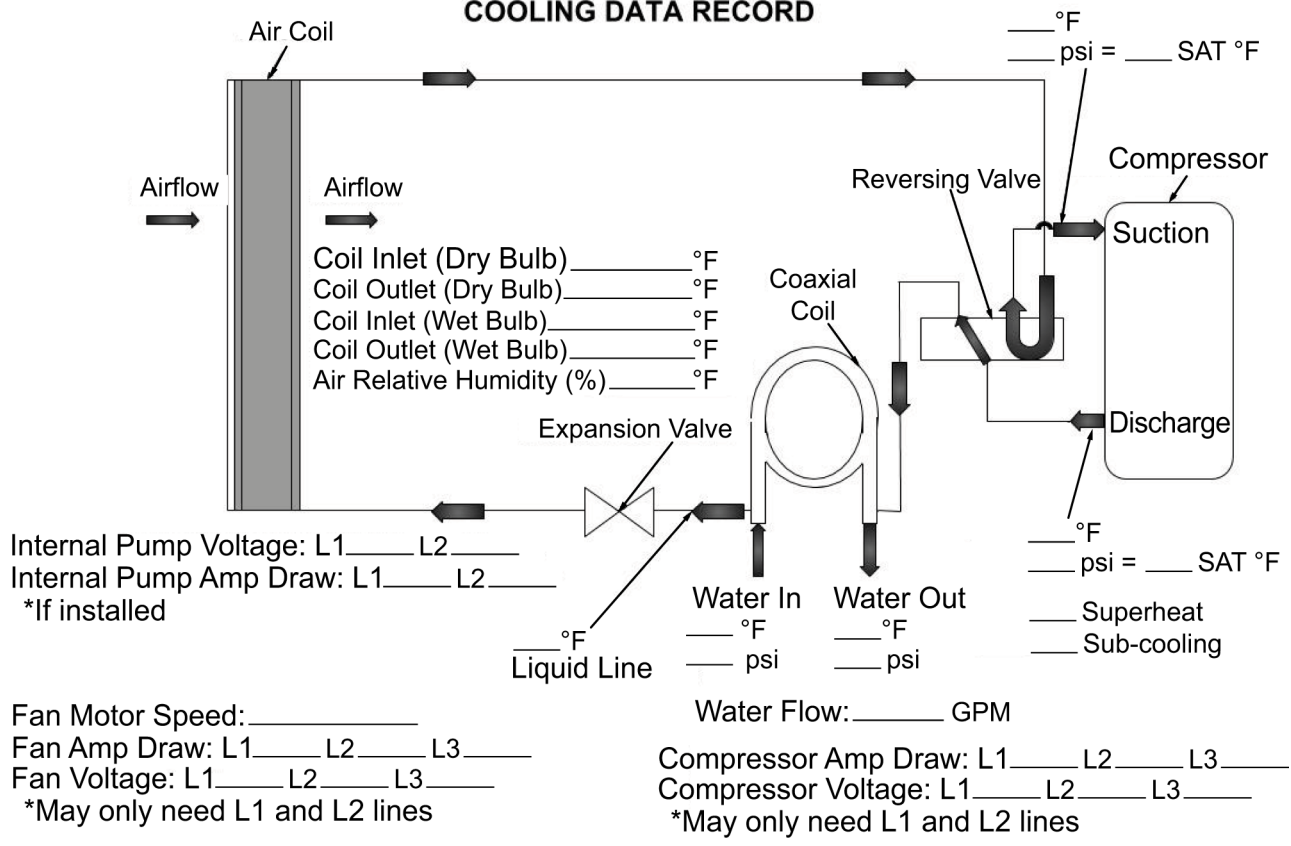 COOLING DATA RECORD
Air Coil
____°F
____ psi = ____ SAT °F
Compressor
Reversing Valve
Airflow
Airflow
Suction
Coil Inlet (Dry Bulb)__________°F
Coil Outlet (Dry Bulb)__________°F
Coil Inlet (Wet Bulb)__________°F
Coil Outlet (Wet Bulb)__________°F
Air Relative Humidity (%)_______°F
Coaxial
Coil
Discharge
Expansion Valve
Internal Pump Voltage: L1_____ L2_____
Internal Pump Amp Draw: L1_____ L2_____
*If installed
____°F
Liquid Line
Water In
____ °F
____ psi
Water Out
____°F
____ psi
____°F
____ psi = ____ SAT °F
____ Superheat
____ Sub-cooling
Fan Motor Speed:_____________
Fan Amp Draw: L1_____ L2_____ L3_____
Fan Voltage: L1_____ L2_____ L3_____
*May only need L1 and L2 lines
Water Flow:_______ GPM
Compressor Amp Draw: L1_____ L2_____ L3_____
Compressor Voltage: L1_____ L2_____ L3_____
*May only need L1 and L2 lines